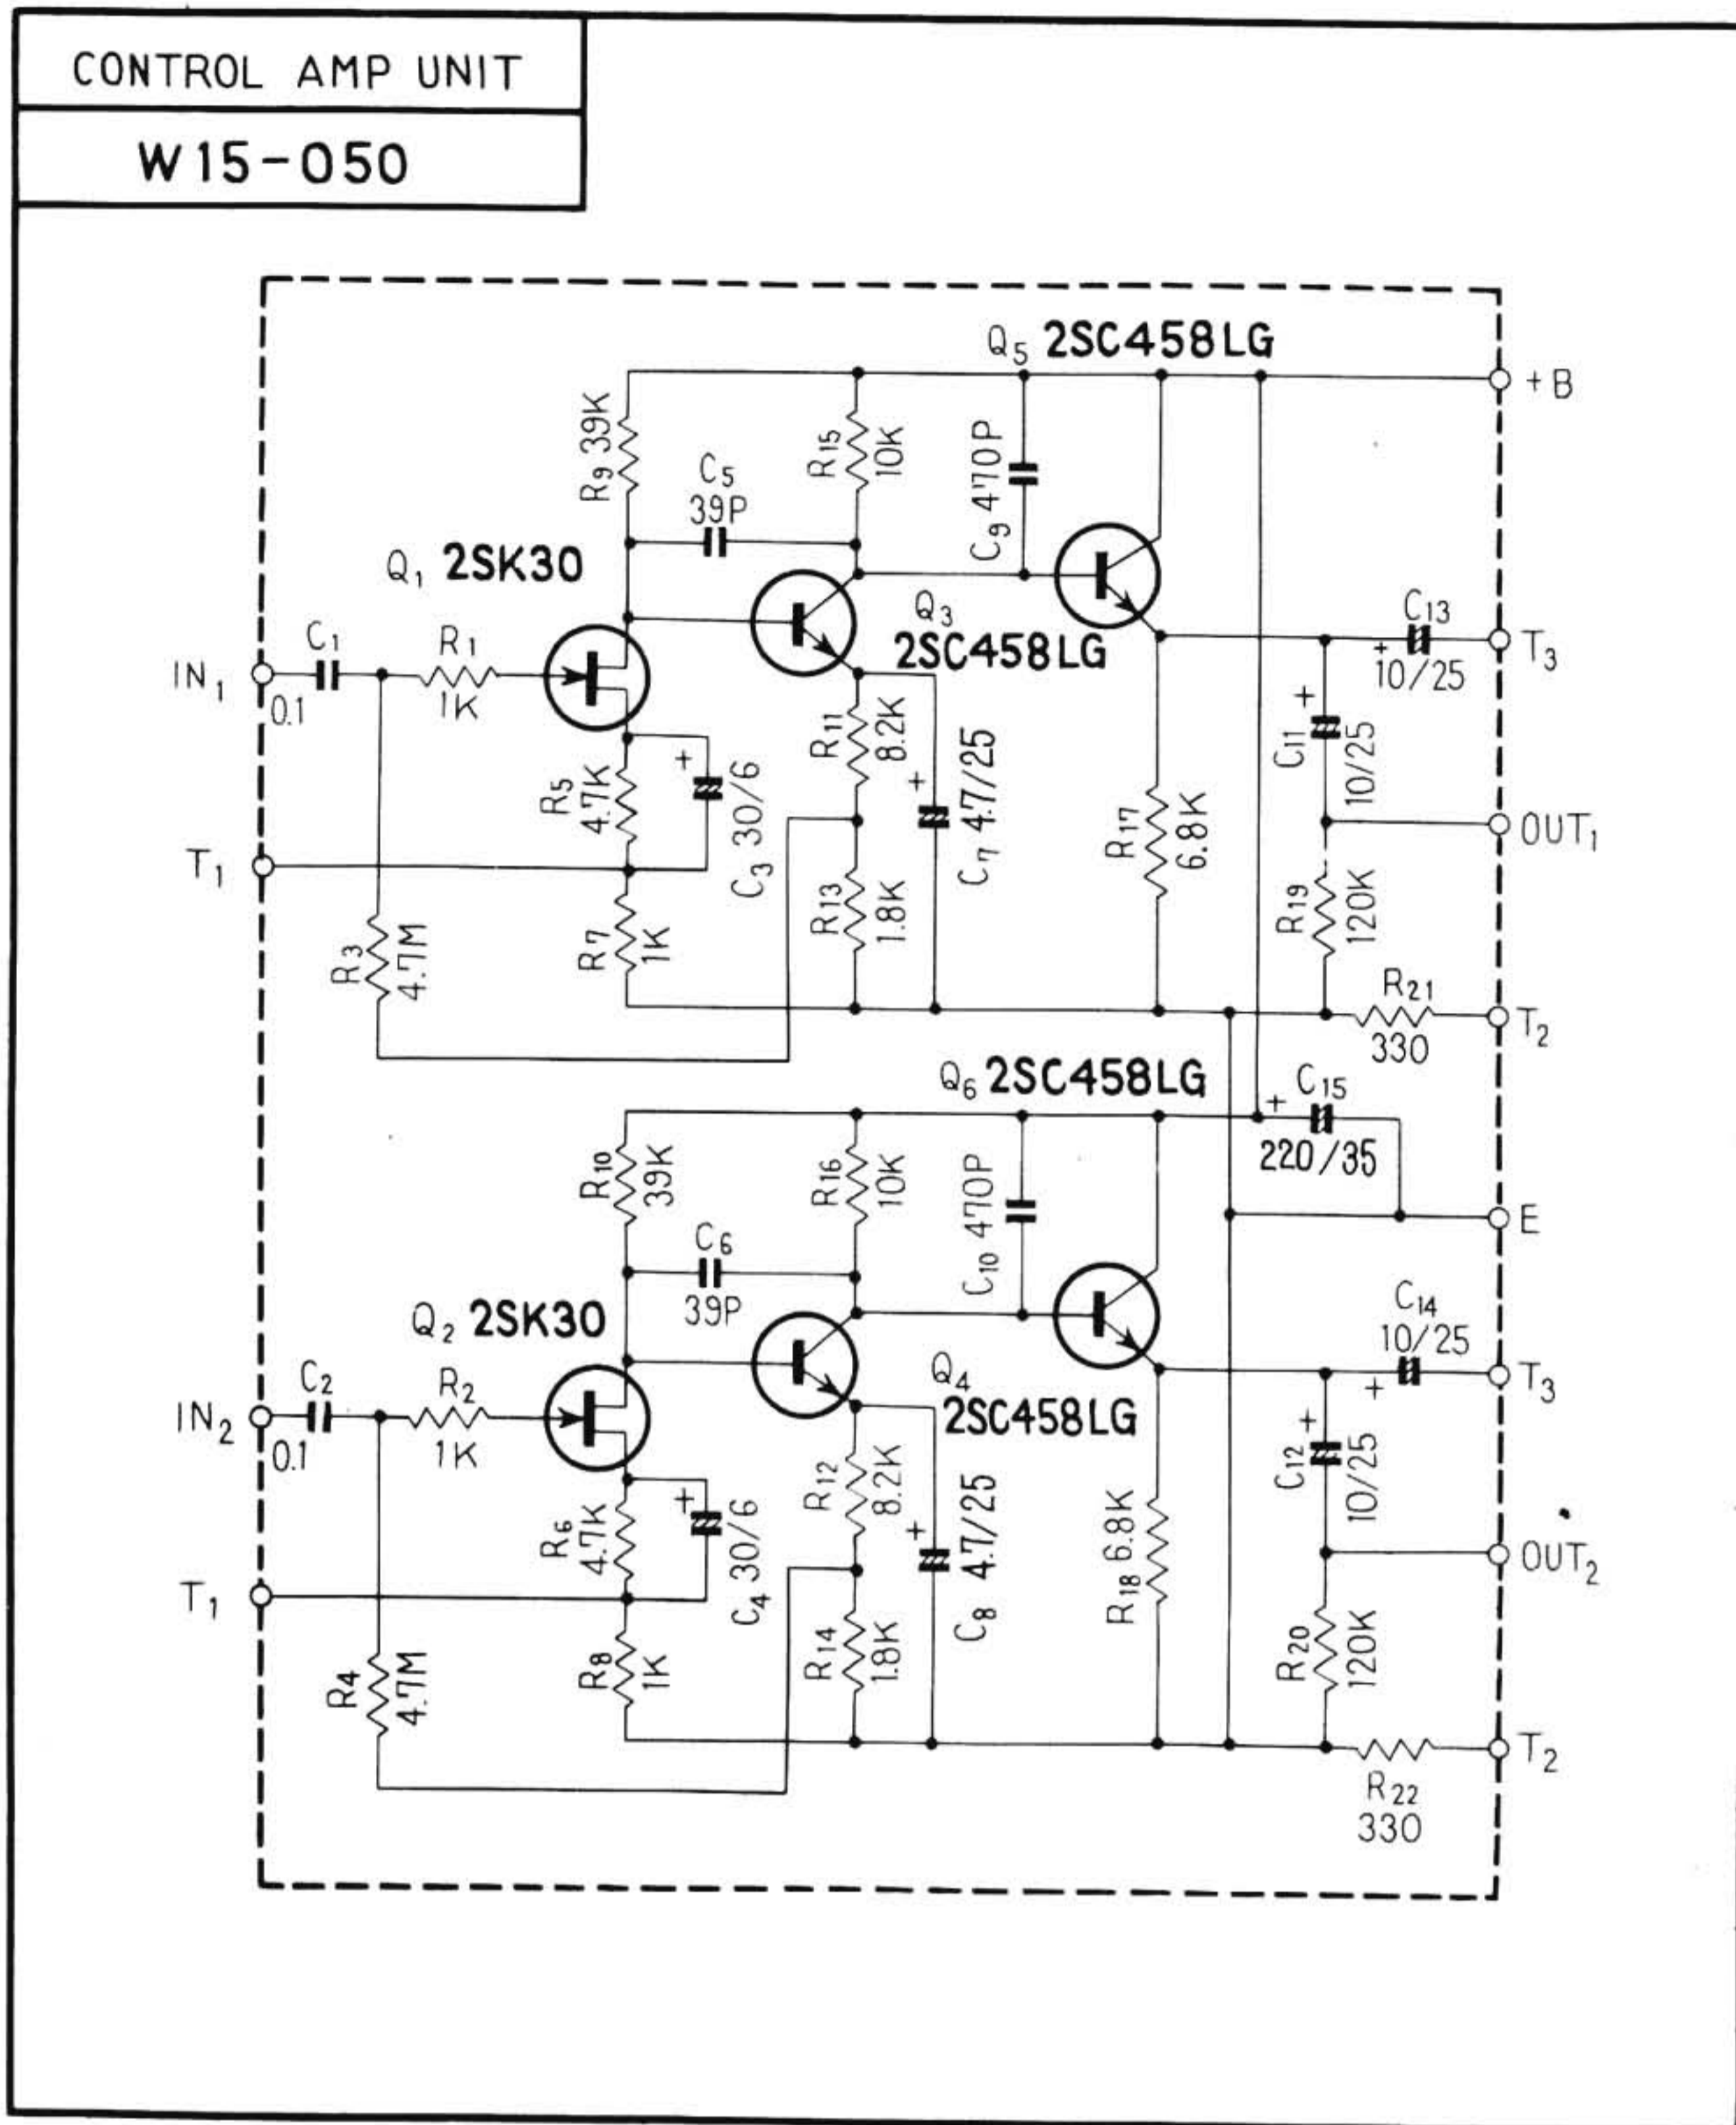 CONTROL AMP UNIT
W15-050
Q5 2SC458LG
+B
R9 39K
C5
39P
R15
10K
C9 470P
Q1 2SK30
Q3
2SC458LG
C13
+
10/25
T3
IN1
C1
0.1
R1
1K
R5
4.7K
+
C3 30/6
R11
8.2K
+
C7 4.7/25
R17
6.8K
+
C11
10/25
OUT1
T1
R3
4.7M
R7
1K
R13
1.8K
R19
120K
R21
330
T2
Q6 2SC458LG
C15
+
220/35
E
R10
39K
C6
39P
R16
10K
C10 470P
Q2 2SK30
Q4
2SC458LG
C14
10/25
+
T3
IN2
C2
0.1
R2
1K
R6
4.7K
+
C4 30/6
R12
8.2K
+
C8 4.7/25
R18 6.8K
+
C12
10/25
OUT2
T1
R4
4.7M
R8
1K
R14
1.8K
R20
120K
T2
R22
330